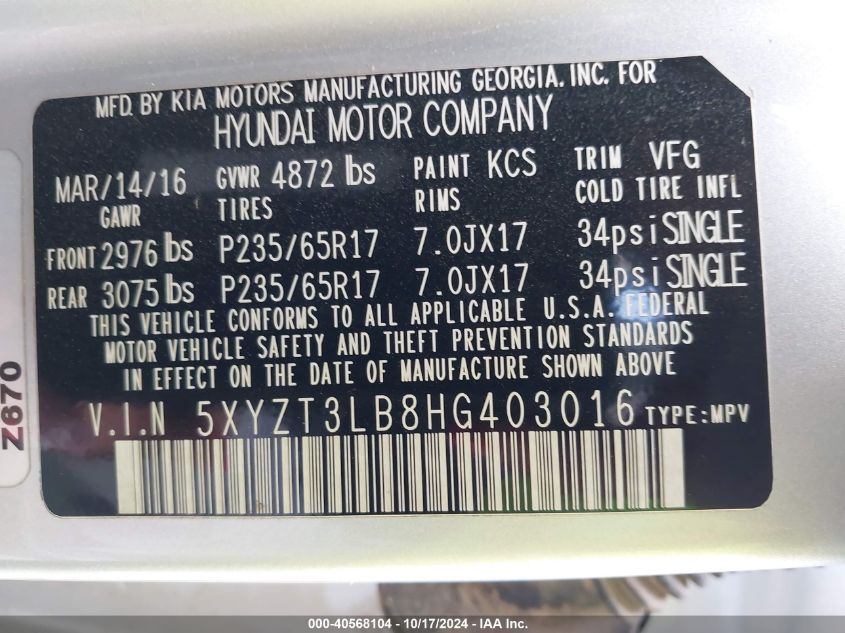 MFD. BY KIA MOTORS MANUFACTURING GEORGIA. INC. FOR
HYUNDAI MOTOR COMPANY
MAR/14/16 GVWR 4872 lbs PAINT KCS TRIM VFG
GAWR TIRES RIMS COLD TIRE INFL
FRONT 2976 lbs P235/65R17 7.0JX17 34psi SINGLE
REAR 3075 lbs P235/65R17 7.0JX17 34psi SINGLE
THIS VEHICLE CONFORMS TO ALL APPLICABLE U.S.A. FEDERAL
MOTOR VEHICLE SAFETY AND THEFT PREVENTION STANDARDS
IN EFFECT ON THE DATE OF MANUFACTURE SHOWN ABOVE
V.I.N 5XYZT3LB8HG403016 TYPE:MPV
Z670
000-40568104 - 10/17/2024 - IAA Inc.